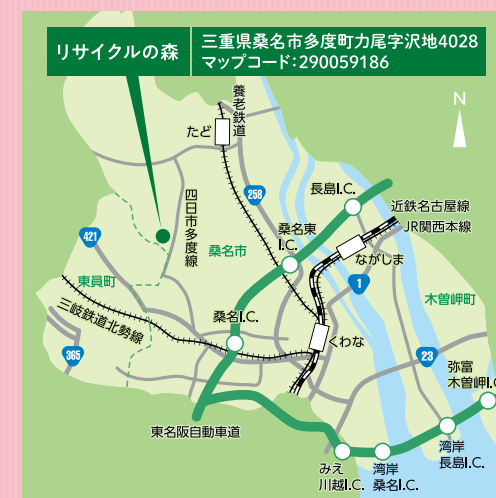 リサイクルの森
三重県桑名市多度町力尾字沢地4028
マップコード:290059186
N
養老鉄道
たど
四日市多度線
258
長島I.C.
近鉄名古屋線
JR関西本線
421
桑名東
I.C.
桑名市
ながしま
東員町
1
木曽岬町
三岐鉄道北勢線
桑名I.C.
くわな
365
23
弥富
木曽岬I.C.
東名阪自動車道
みえ
川越I.C.
湾岸
桑名I.C.
湾岸
長島I.C.